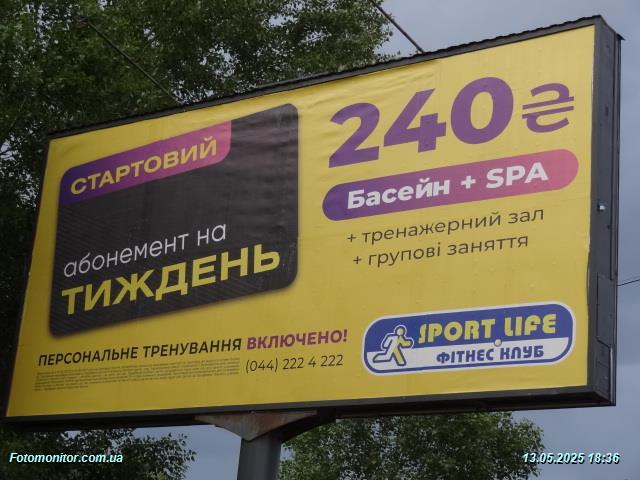 СТАРТОВИЙ
абонемент на
ТИЖДЕНЬ
240₴
Басейн + SPA
+ тренажерний зал
+ групові заняття
ПЕРСОНАЛЬНЕ ТРЕНУВАННЯ ВКЛЮЧЕНО!
(044) 222 4 222
SPORT LIFE
ФІТНЕС КЛУБ
Fotomonitor.com.ua
13.05.2025 18:36